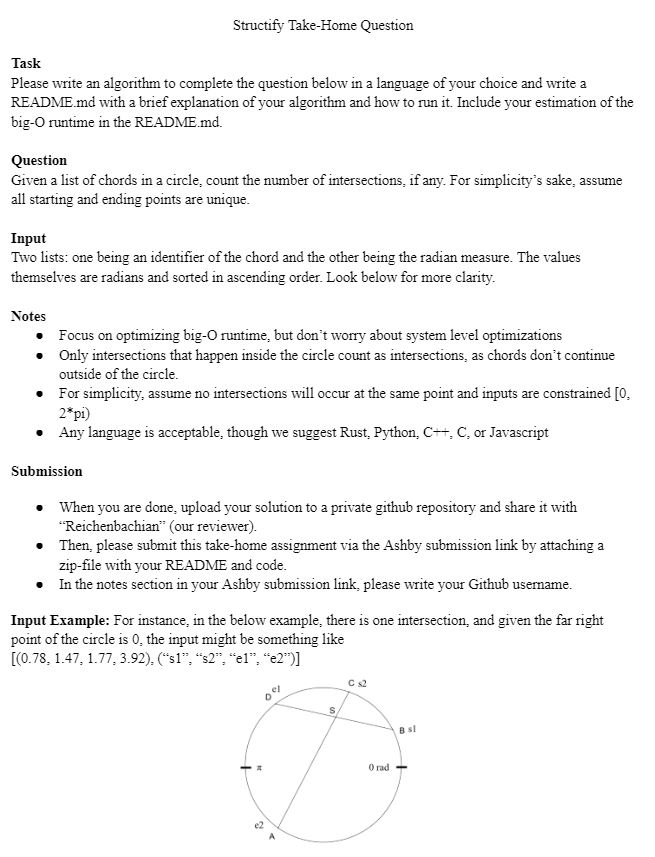 Structify Take-Home Question
Task
Please write an algorithm to complete the question below in a language of your choice and write a
README.md with a brief explanation of your algorithm and how to run it. Include your estimation of the
big-O runtime in the README.md.
Question
Given a list of chords in a circle, count the number of intersections, if any. For simplicity’s sake, assume
all starting and ending points are unique.
Input
Two lists: one being an identifier of the chord and the other being the radian measure. The values
themselves are radians and sorted in ascending order. Look below for more clarity.
Notes
● Focus on optimizing big-O runtime, but don’t worry about system level optimizations
● Only intersections that happen inside the circle count as intersections, as chords don’t continue
outside of the circle.
● For simplicity, assume no intersections will occur at the same point and inputs are constrained [0,
2*pi)
● Any language is acceptable, though we suggest Rust, Python, C++, C, or Javascript
Submission
● When you are done, upload your solution to a private github repository and share it with
“Reichenbachian” (our reviewer).
● Then, please submit this take-home assignment via the Ashby submission link by attaching a
zip-file with your README and code.
● In the notes section in your Ashby submission link, please write your Github username.
Input Example: For instance, in the below example, there is one intersection, and given the far right
point of the circle is 0, the input might be something like
[(0.78, 1.47, 1.77, 3.92), (“s1”, “s2”, “e1”, “e2”)]
C s2
D e1
S
B s1
π
0 rad
e2
A